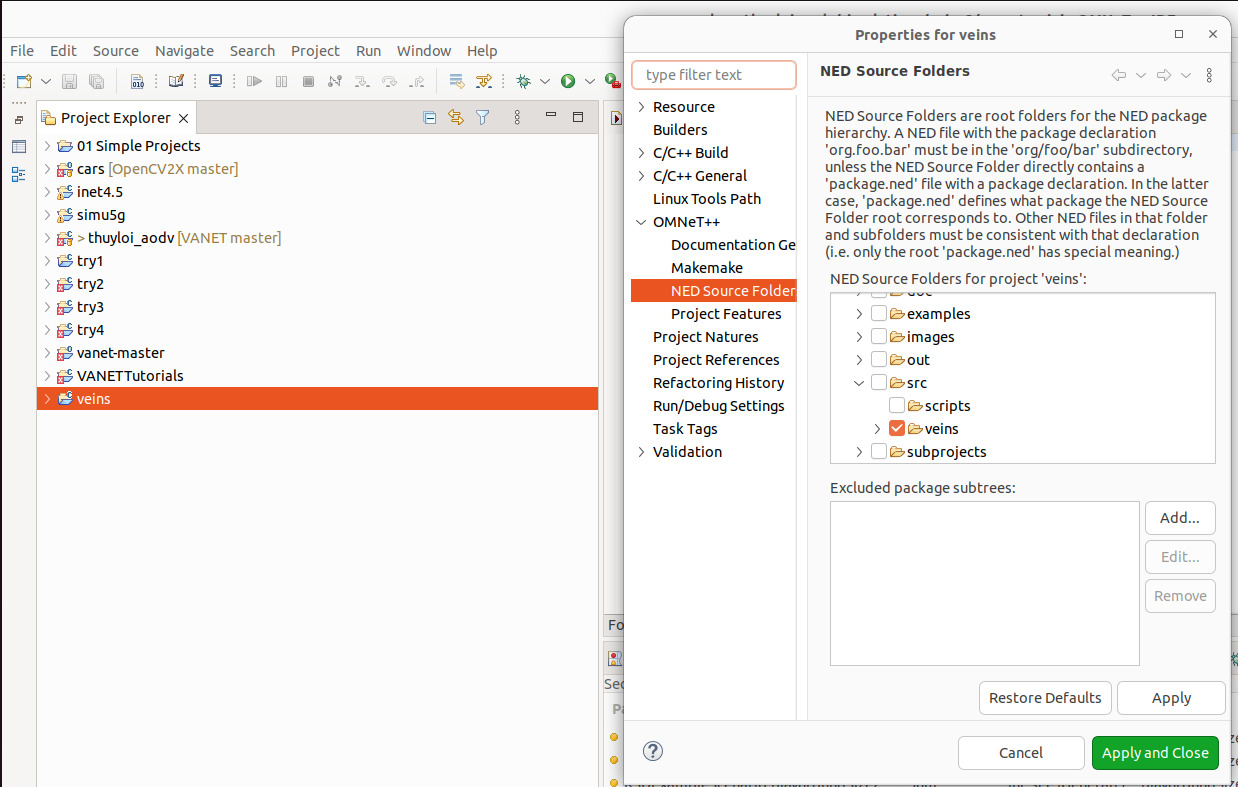 File Edit Source Navigate Search Project Run Window Help
Project Explorer
01 Simple Projects
cars [OpenCV2X master]
inet4.5
simu5g
> thuyloi_aodv [VANET master]
try1
try2
try3
try4
vanet-master
VANETTutorials
veins
Properties for veins
type filter text
Resource
Builders
C/C++ Build
C/C++ General
Linux Tools Path
OMNeT++
Documentation Ge
Makemake
NED Source Folder
Project Features
Project Natures
Project References
Refactoring History
Run/Debug Settings
Task Tags
Validation
NED Source Folders
NED Source Folders are root folders for the NED package
hierarchy. A NED file with the package declaration
'org.foo.bar' must be in the 'org/foo/bar' subdirectory,
unless the NED Source Folder directly contains a
'package.ned' file with a package declaration. In the latter
case, 'package.ned' defines what package the NED Source
Folder root corresponds to. Other NED files in that folder
and subfolders must be consistent with that declaration
(i.e. only the root 'package.ned' has special meaning.)
NED Source Folders for project 'veins':
doc
examples
images
out
src
scripts
veins
subprojects
Excluded package subtrees:
Add...
Edit...
Remove
Restore Defaults
Apply
Cancel
Apply and Close
Fo
Sec
Pa